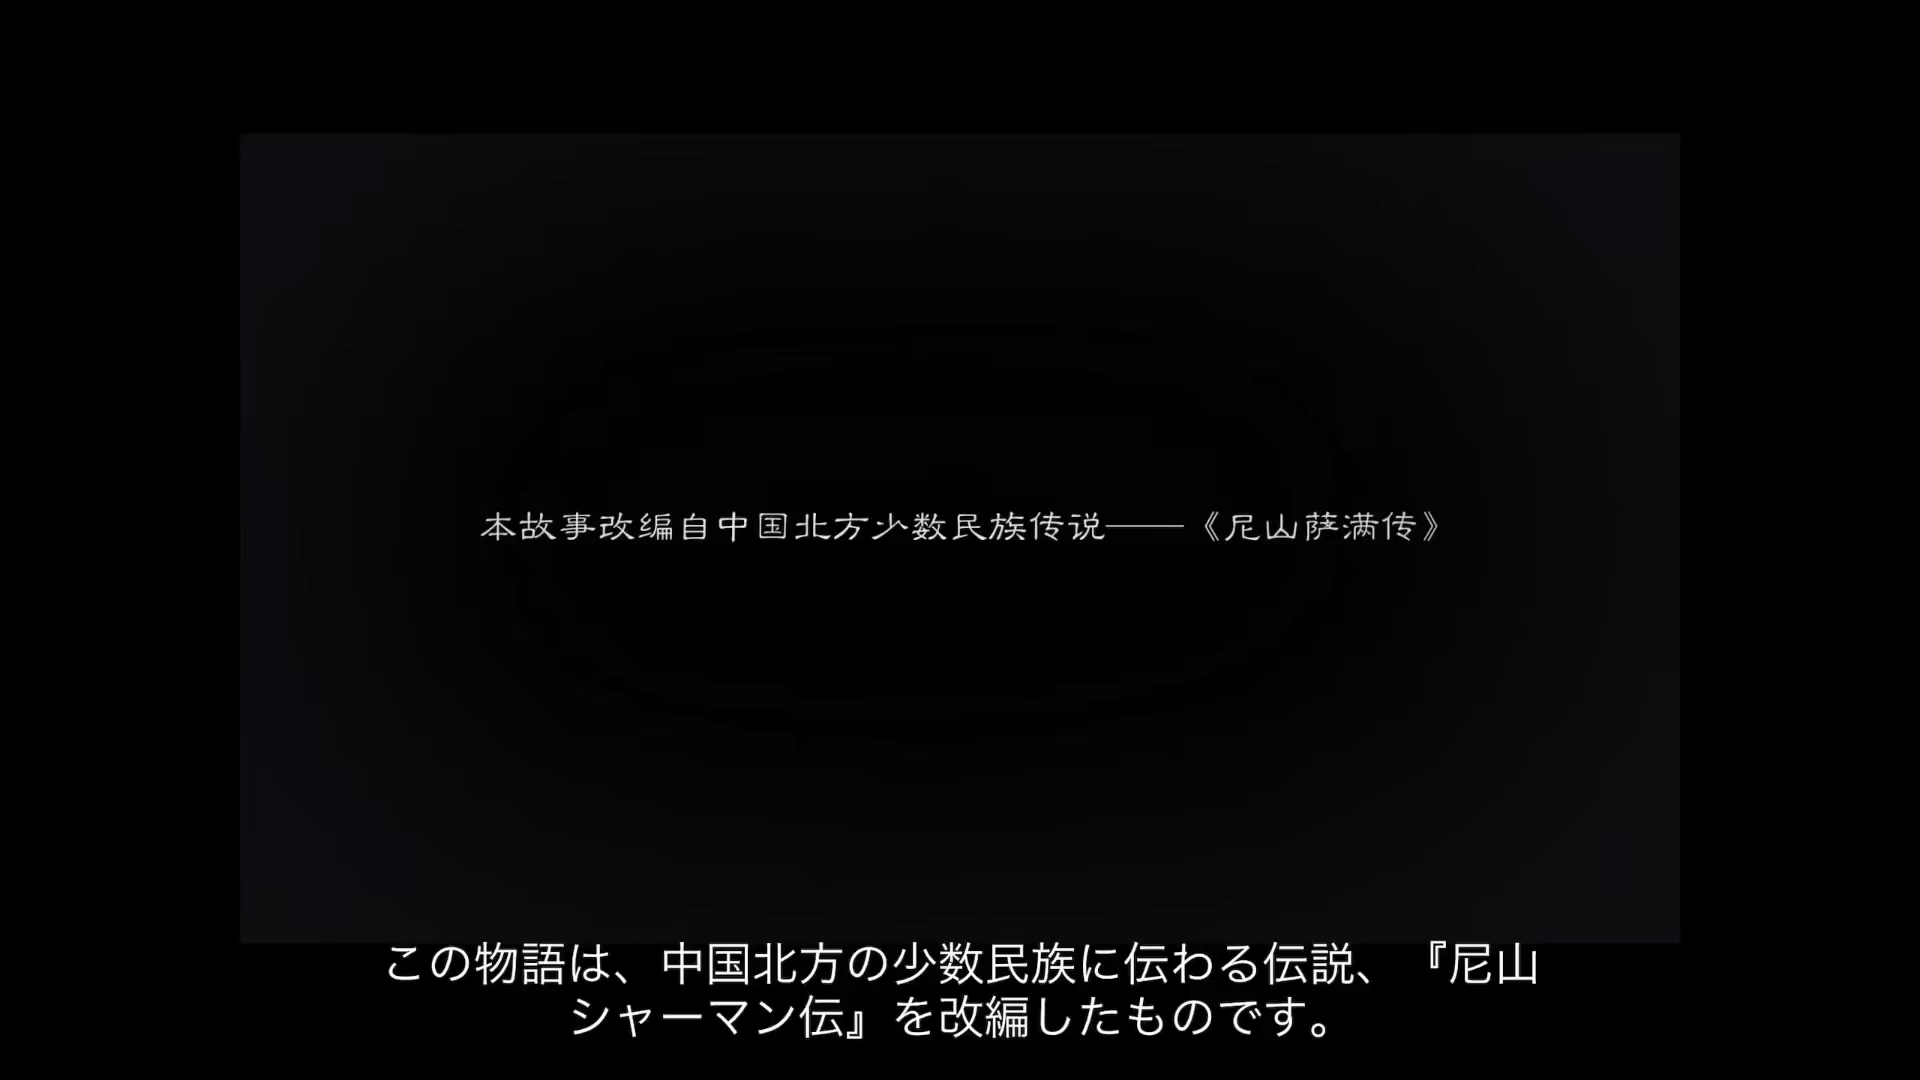 本故事改编自中国北方少数民族传说——《尼山萨满传》
この物語は、中国北方の少数民族に伝わる伝説、『尼山
シャーマン伝』を改編したものです。